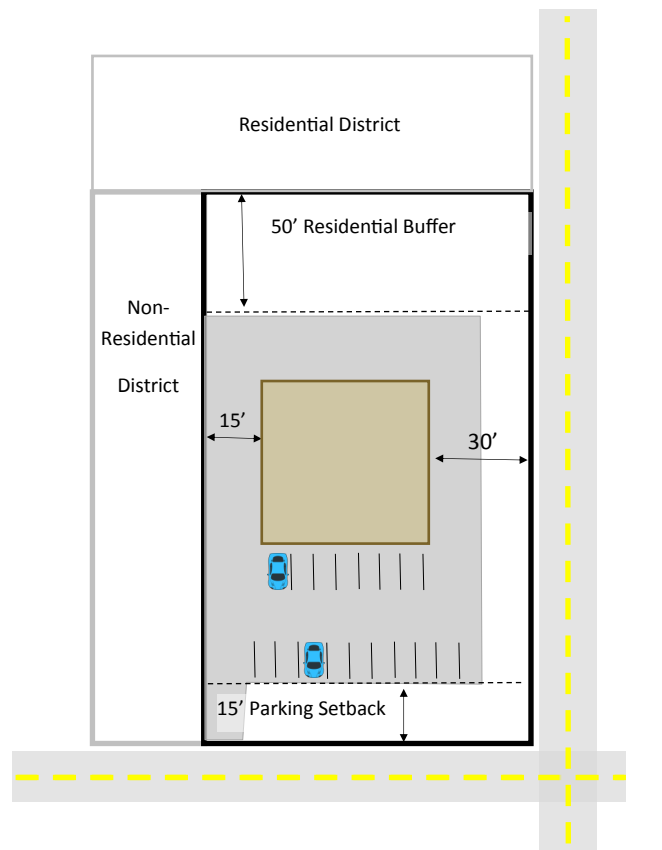 Residential District
50’ Residential Buffer
Non-
Residential
District
15’
30’
15’ Parking Setback